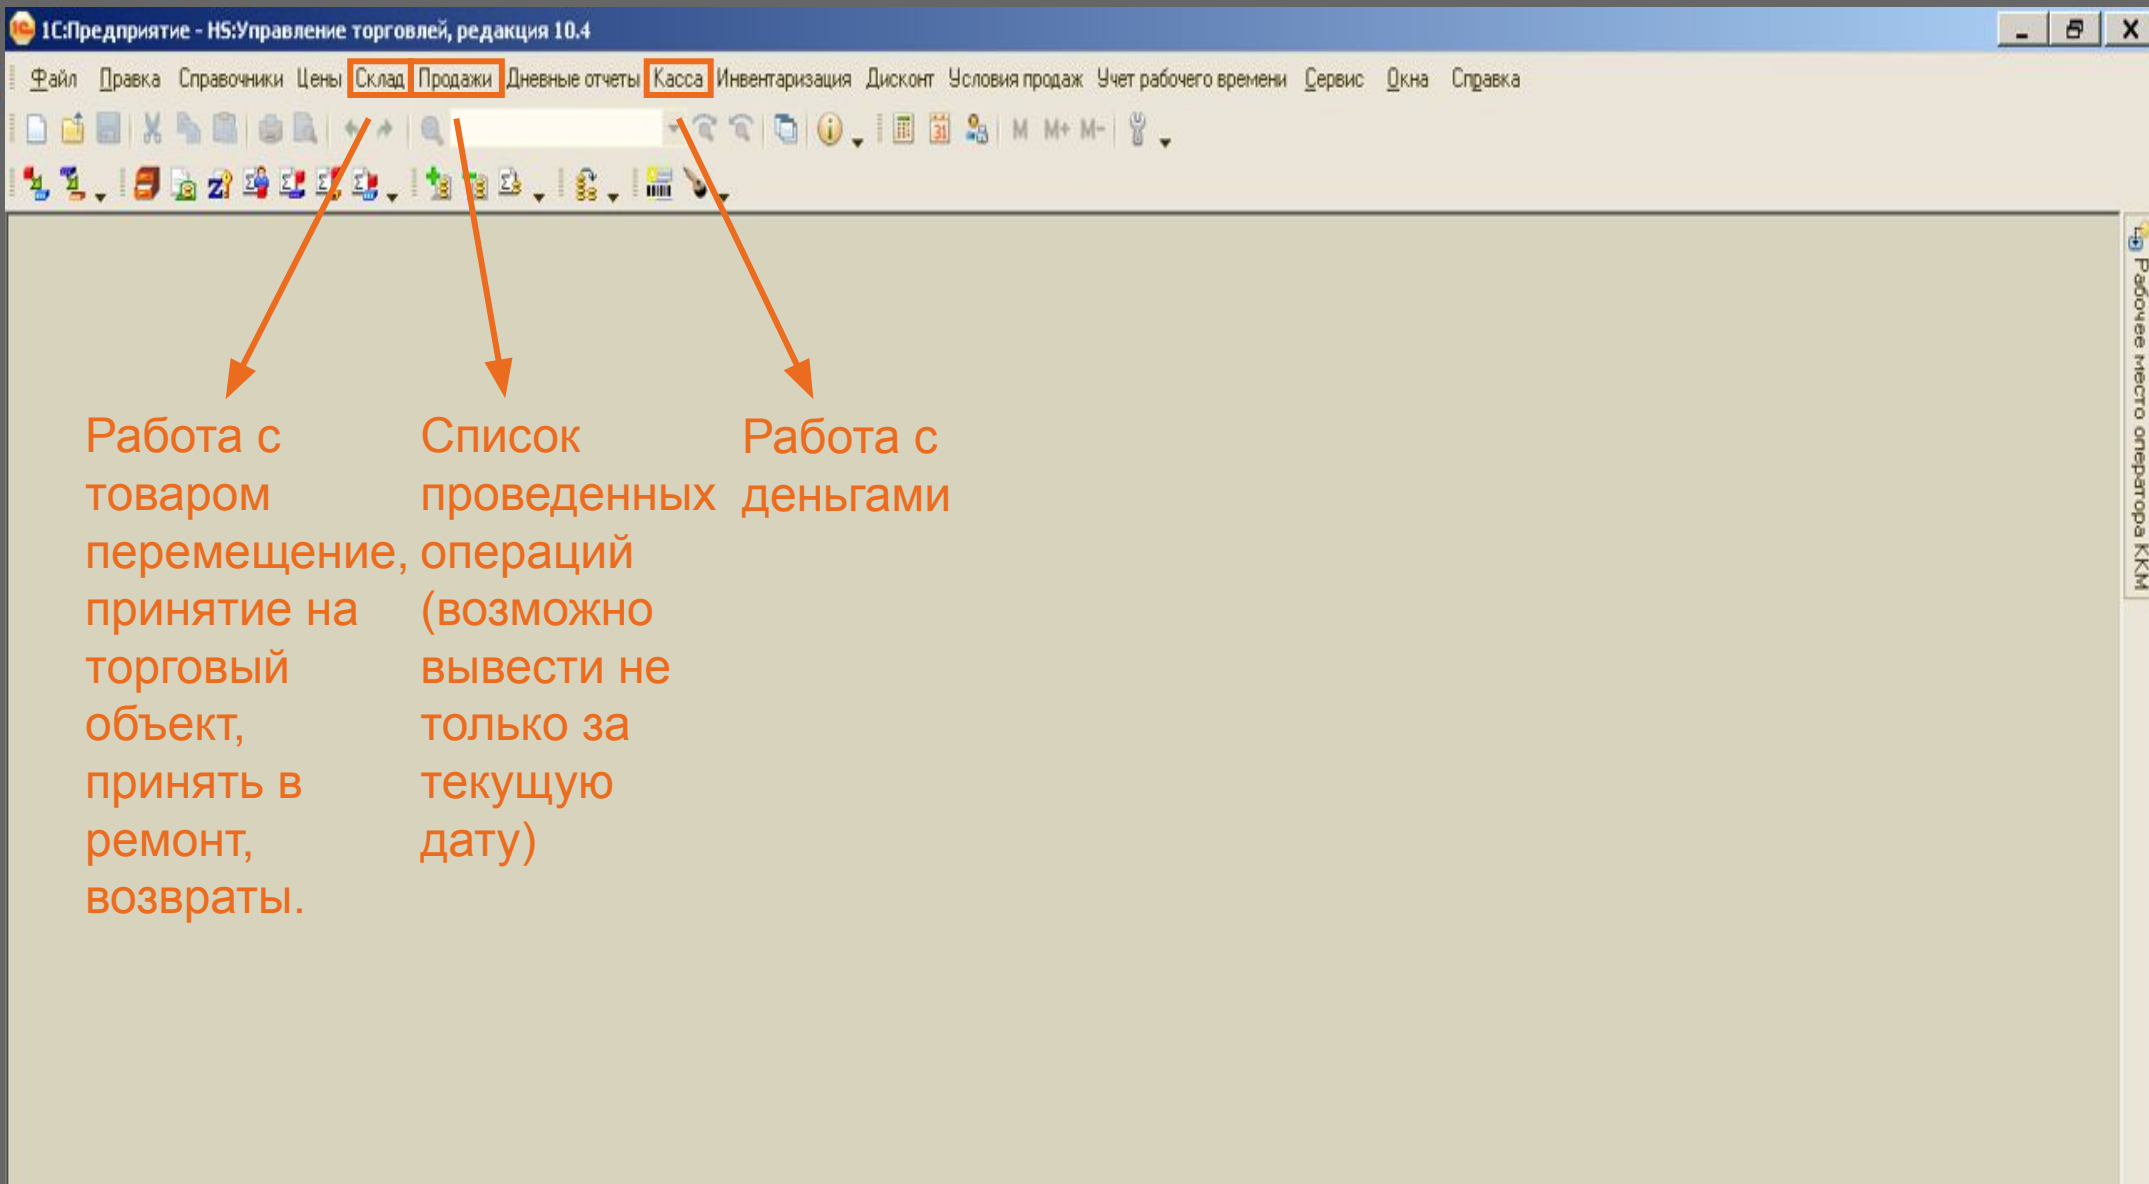 1С:Предприятие - HS:Управление торговлей, редакция 10.4
Файл Правка Справочники Цены Склад Продажи Дневные отчеты Касса Инвентаризация Дисконт Условия продаж Учет рабочего времени Сервис Окна Справка
31 M M+ M-
Рабочее место оператора ККМ
Работа с
товаром
перемещение,
принятие на
торговый
объект,
принять в
ремонт,
возвраты.
Список
проведенных
операций
(возможно
вывести не
только за
текущую
дату)
Работа с
деньгами